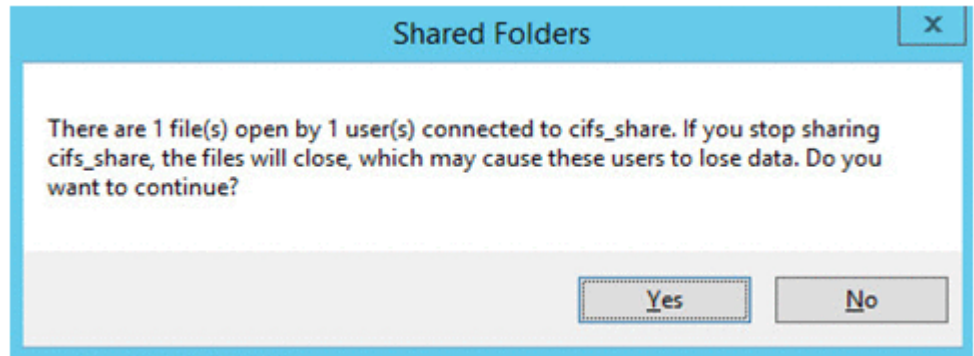 Shared Folders
x
There are 1 file(s) open by 1 user(s) connected to cifs_share. If you stop sharing
cifs_share, the files will close, which may cause these users to lose data. Do you
want to continue?
Yes
No